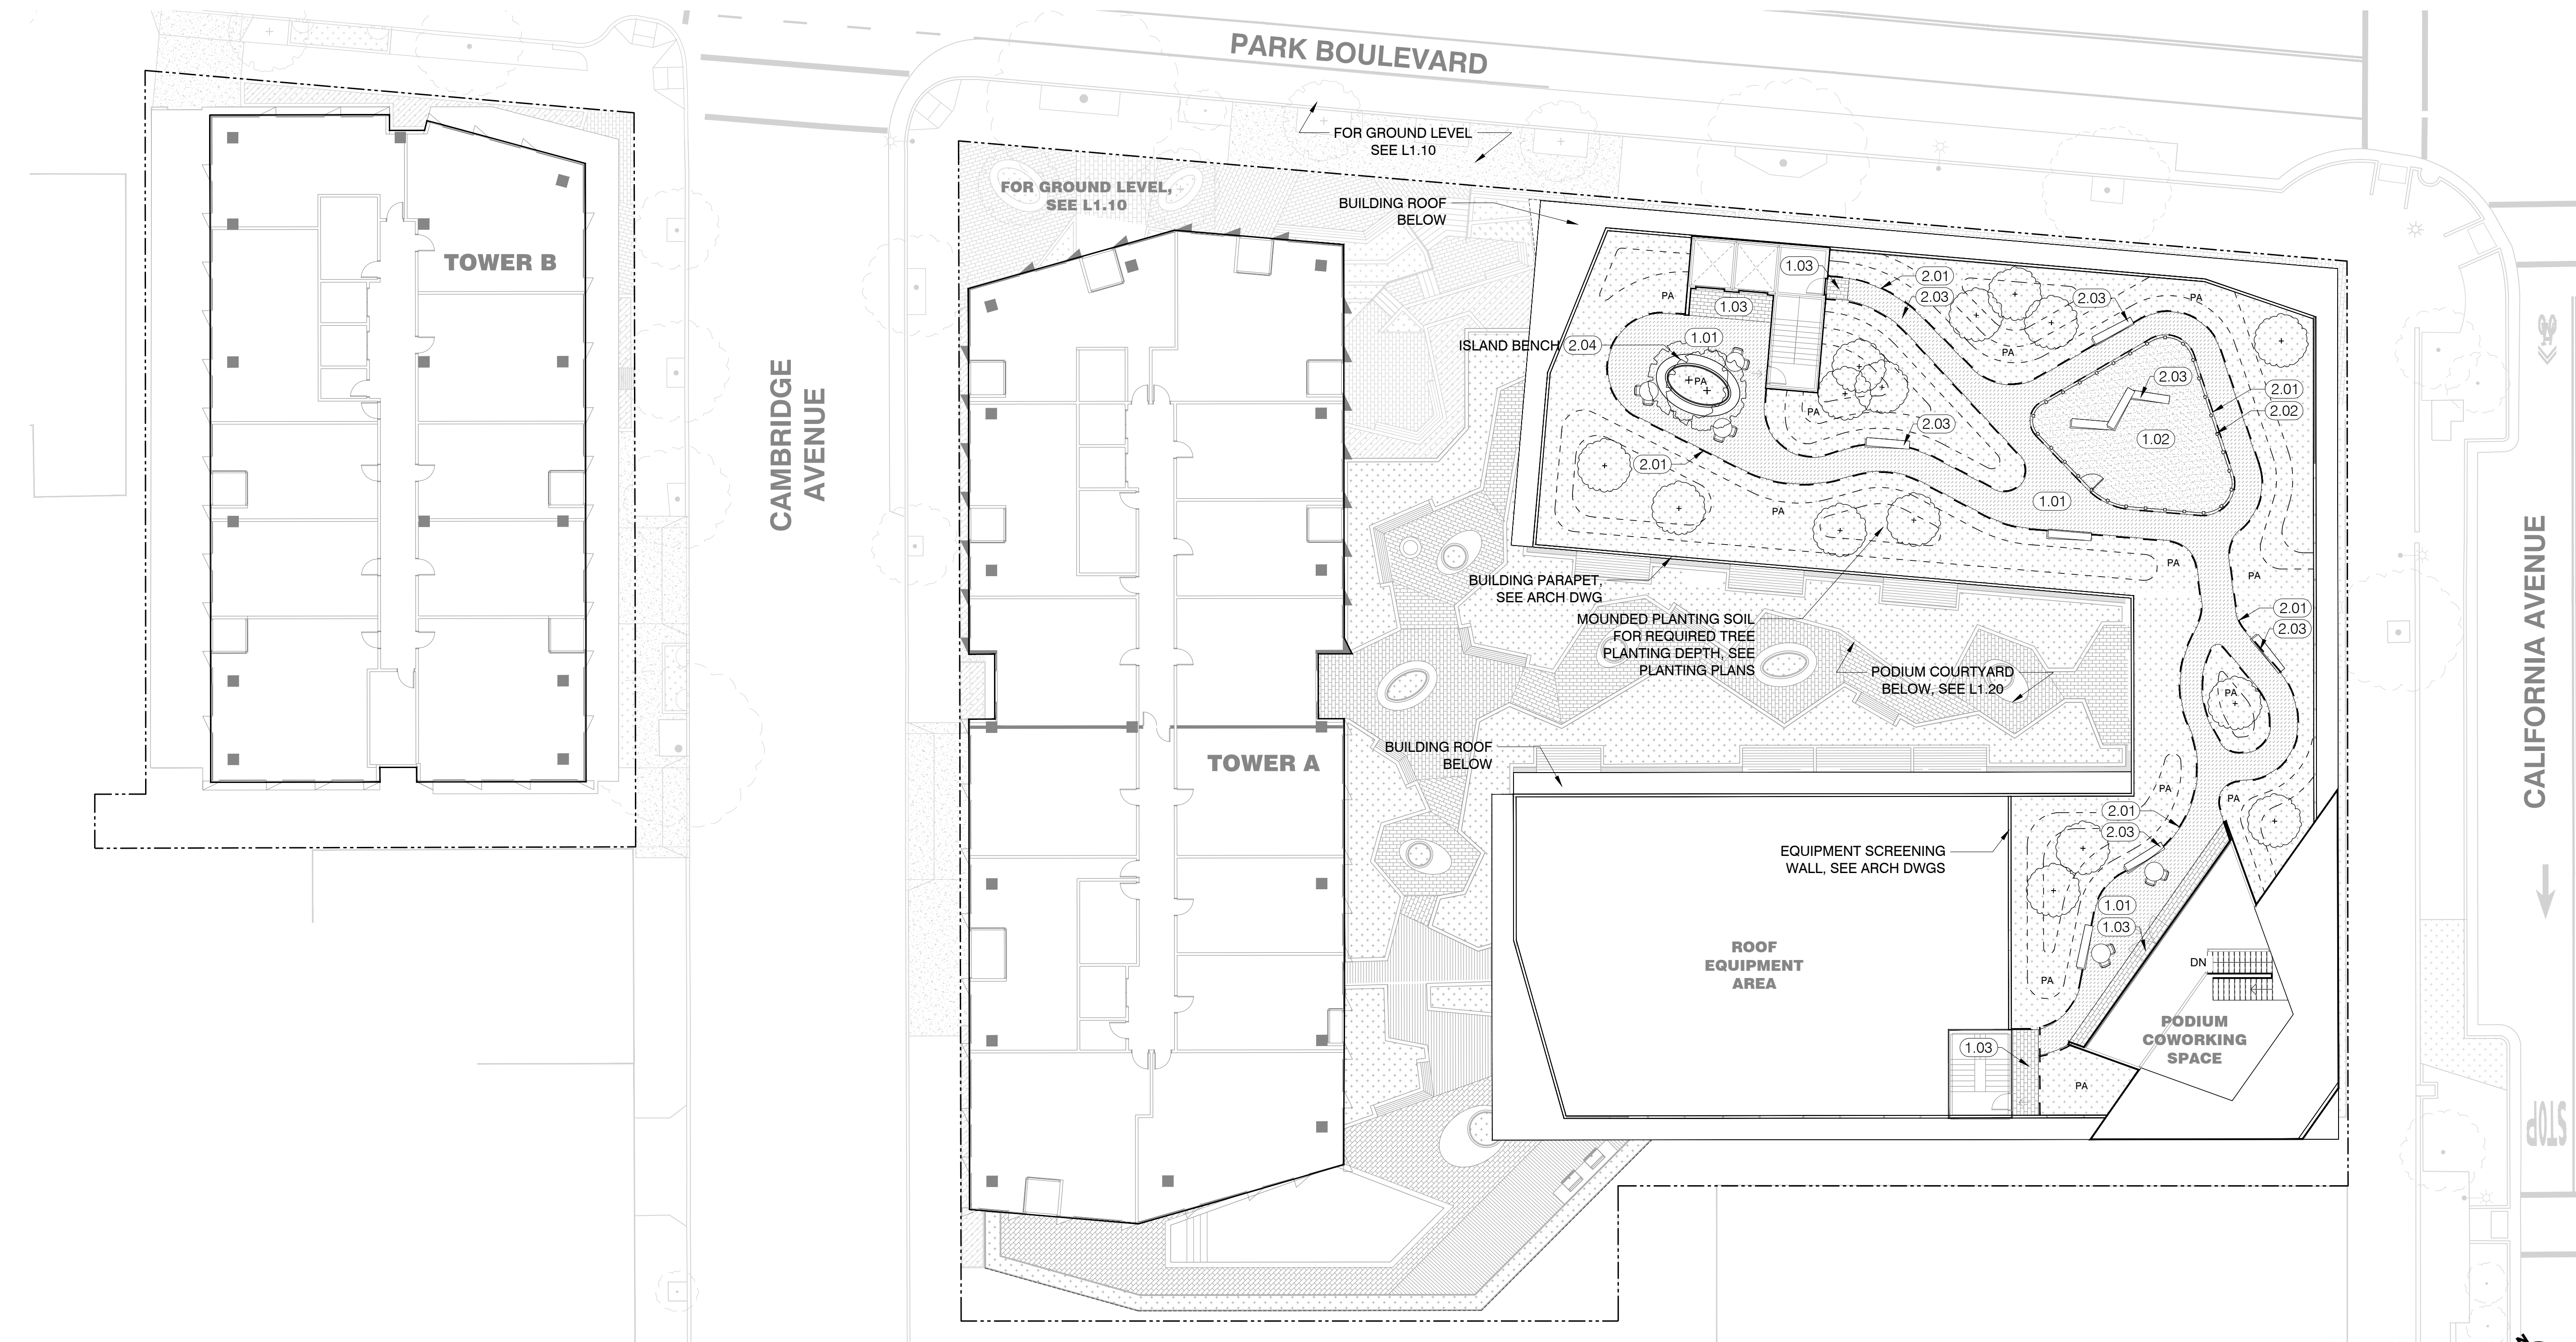 PARK BOULEVARD
FOR GROUND LEVEL
SEE L1.10
FOR GROUND LEVEL,
SEE L1.10
BUILDING ROOF
BELOW
TOWER B
CAMBRIDGE
AVENUE
1.03
2.01
2.03
2.03
PA
PA
1.03
1.01
ISLAND BENCH 2.04
PA
PA
2.03
2.01
2.02
PA
2.03
1.02
2.01
PA
1.01
PA
PA
BUILDING PARAPET,
SEE ARCH DWG
MOUNDED PLANTING SOIL
FOR REQUIRED TREE
PLANTING DEPTH, SEE
PLANTING PLANS
PODIUM COURTYARD
BELOW, SEE L1.20
2.01
2.03
PA
CALIFORNIA AVENUE
BUILDING ROOF
BELOW
TOWER A
PA
PA
2.01
2.03
EQUIPMENT SCREENING
WALL, SEE ARCH DWGS
1.01
1.03
ROOF
EQUIPMENT
AREA
DN
PA
PODIUM
COWORKING
SPACE
1.03
PA
STOP